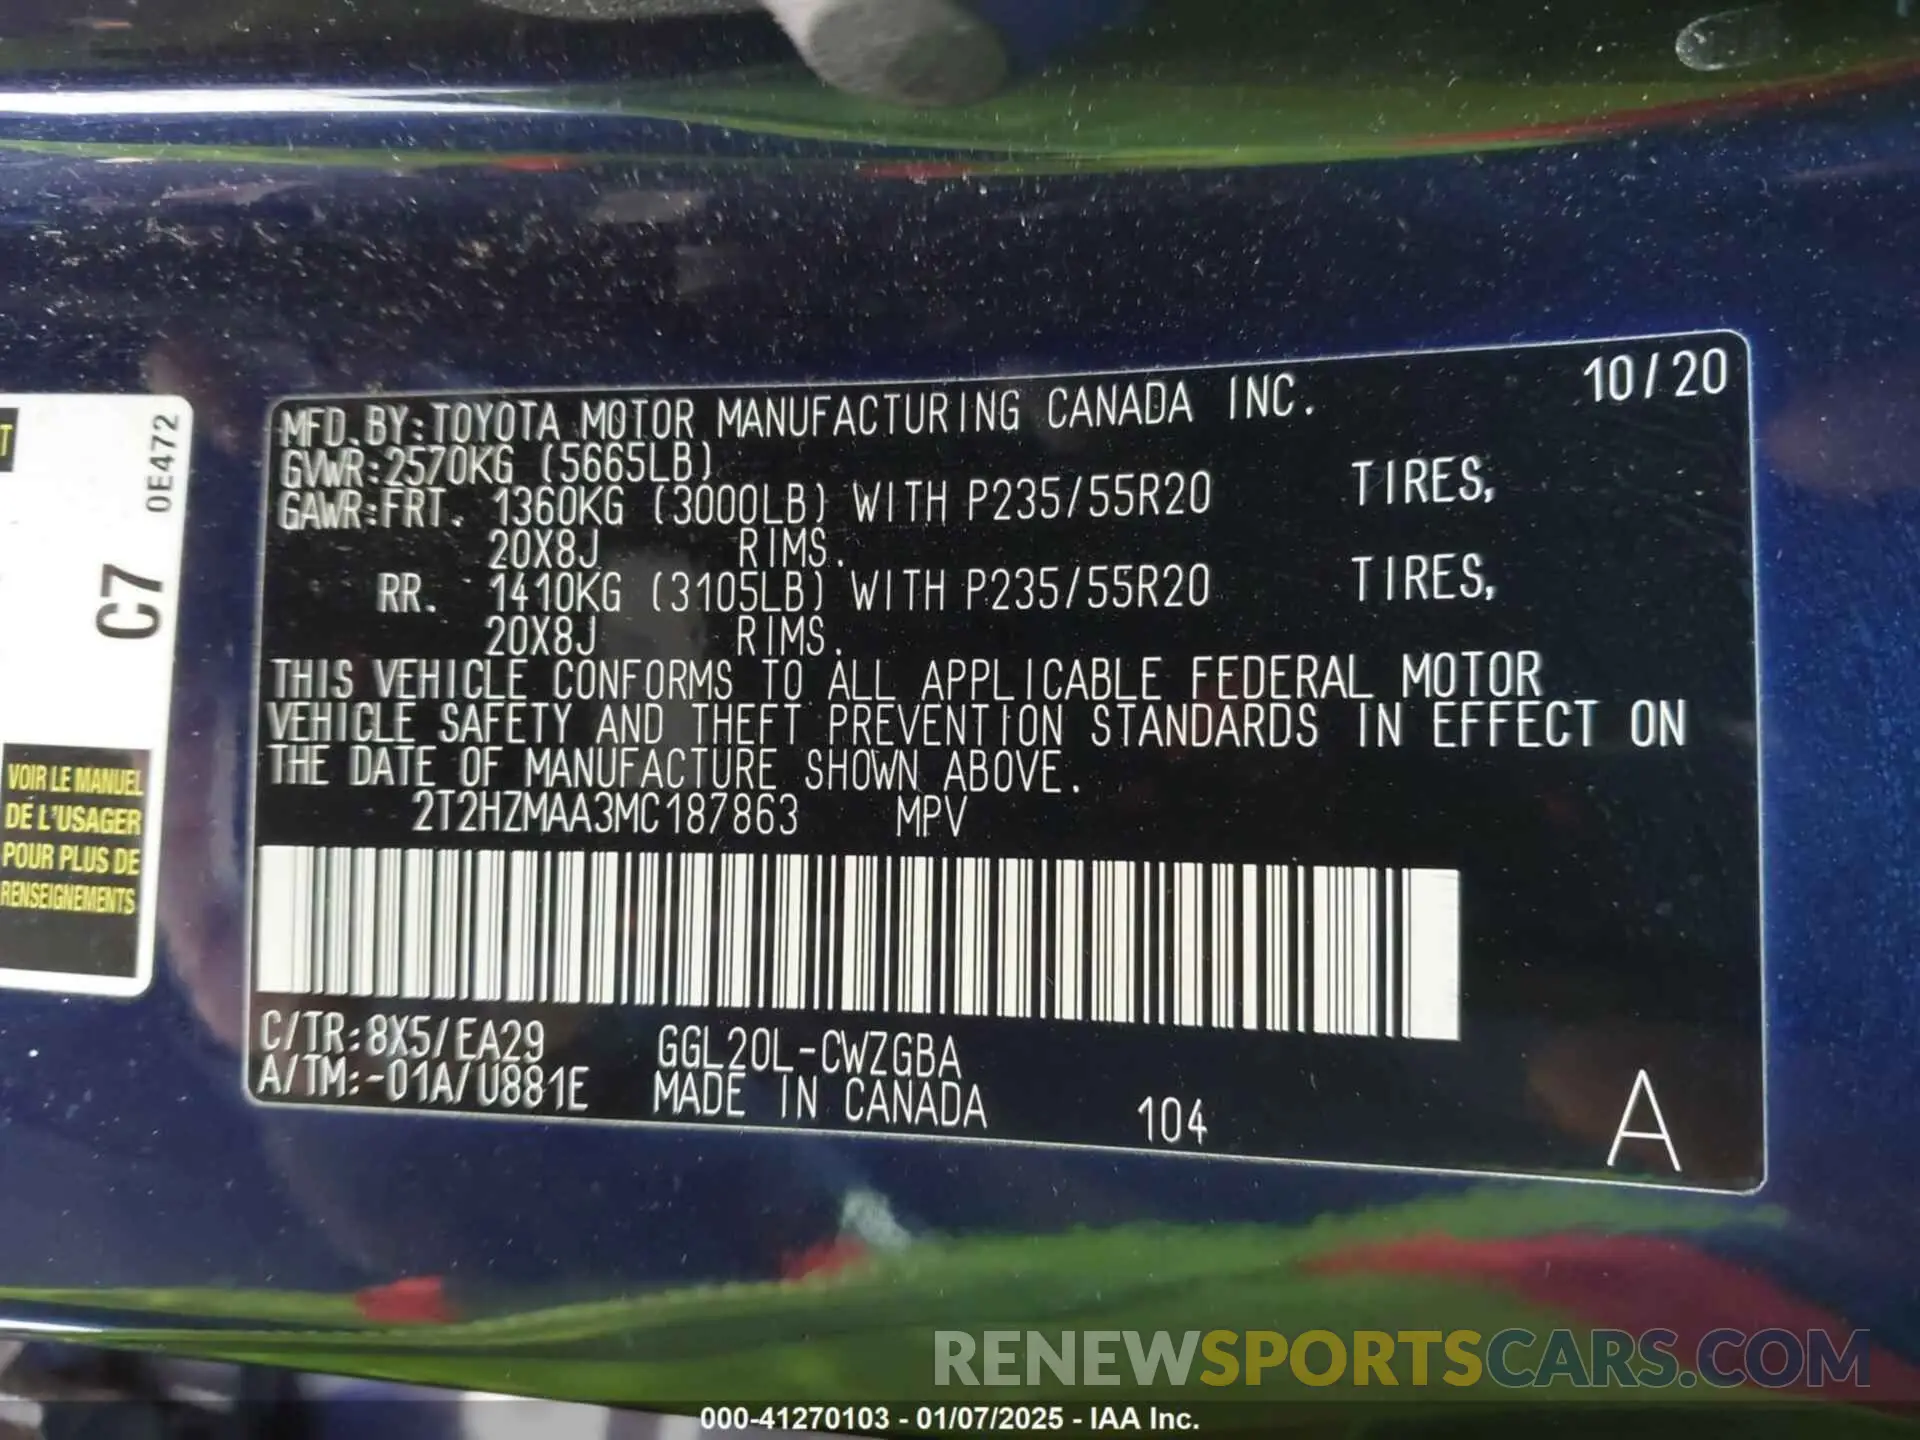 10/20
MFD.BY:TOYOTA MOTOR MANUFACTURING CANADA INC.
GVWR:2570KG (5665LB)
GAWR:FRT. 1360KG (3000LB) WITH P235/55R20 TIRES,
20X8J RIMS.
RR. 1410KG (3105LB) WITH P235/55R20 TIRES,
20X8J RIMS.
THIS VEHICLE CONFORMS TO ALL APPLICABLE FEDERAL MOTOR
VEHICLE SAFETY AND THEFT PREVENTION STANDARDS IN EFFECT ON
THE DATE OF MANUFACTURE SHOWN ABOVE.
2T2HZMAA3MC187863 MPV
C/TR:8X5/EA29 GGL20L-CWZGBA
A/TM:-01A/U881E MADE IN CANADA 104 A
0E472
C7
VOIR LE MANUEL
DE L'USAGER
POUR PLUS DE
RENSEIGNEMENTS
RENEWSPORTSCARS.COM
000-41270103 - 01/07/2025 - IAA Inc.